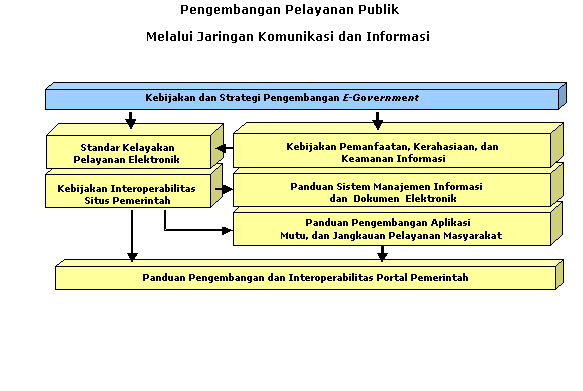 Pengembangan Pelayanan Publik
Melalui Jaringan Komunikasi dan Informasi
Kebijakan dan Strategi Pengembangan E-Government
Standar Kelayakan
Pelayanan Elektronik
Kebijakan Pemanfaatan, Kerahasiaan, dan
Keamanan Informasi
Kebijakan Interoperabilitas
Situs Pemerintah
Panduan Sistem Manajemen Informasi
dan Dokumen Elektronik
Panduan Pengembangan Aplikasi
Mutu, dan Jangkauan Pelayanan Masyarakat
Panduan Pengembangan dan Interoperabilitas Portal Pemerintah